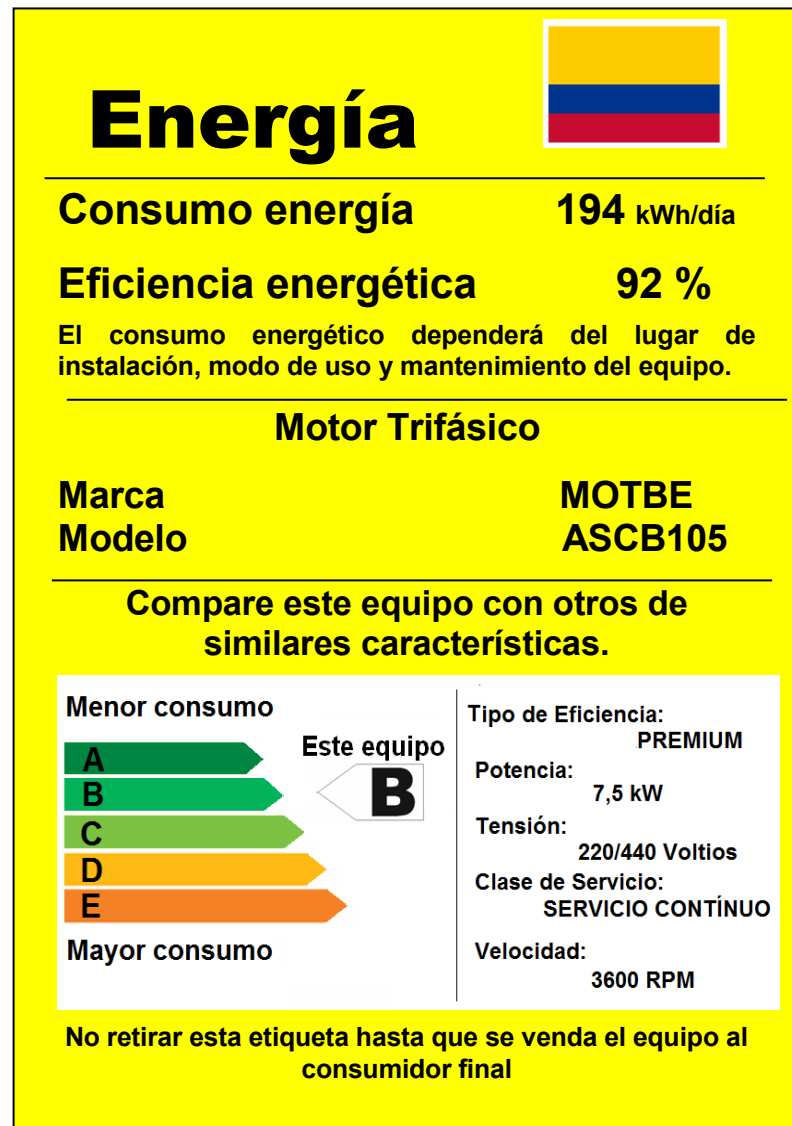 Energía
Consumo energía 194 kWh/día
Eficiencia energética 92 %
El consumo energético dependerá del lugar de
instalación, modo de uso y mantenimiento del equipo.
Motor Trifásico
Marca MOTBE
Modelo ASCB105
Compare este equipo con otros de
similares características.
Menor consumo
A
B
C
D
E
Mayor consumo
Este equipo
B
Tipo de Eficiencia:
PREMIUM
Potencia:
7,5 kW
Tensión:
220/440 Voltios
Clase de Servicio:
SERVICIO CONTÍNUO
Velocidad:
3600 RPM
No retirar esta etiqueta hasta que se venda el equipo al
consumidor final